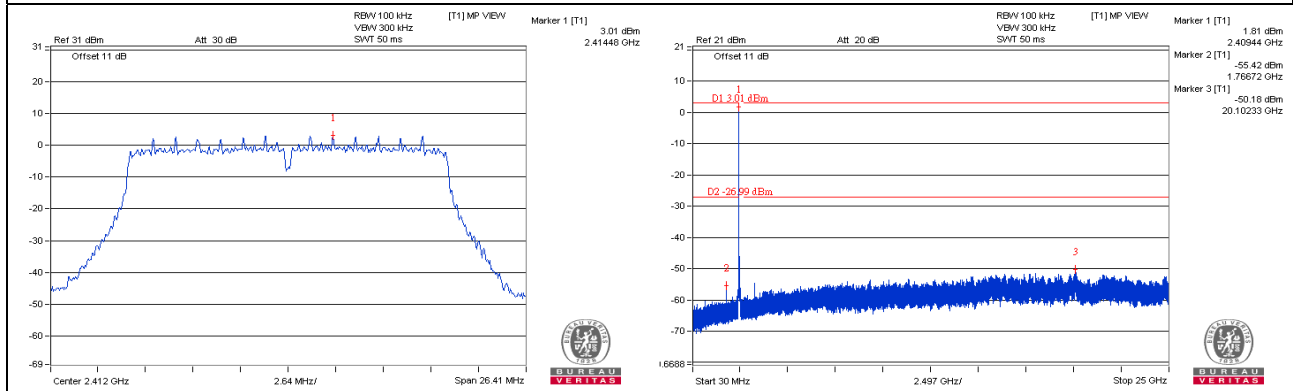 RBW 100 kHz [T1] MP VIEW
VBW 300 kHz
Ref 31 dBm Att 30 dB SWT 50 ms
Marker 1 [T1]
3.01 dBm
2.41448 GHz
31
Offset 11 dB
20
10
1
0
-10
-20
-30
-40
-50
-60
-69
Center 2.412 GHz 2.64 MHz/ Span 26.41 MHz
BUREAU VERITAS
1828
BUREAU
VERITAS
RBW 100 kHz [T1] MP VIEW
VBW 300 kHz
Ref 21 dBm Att 20 dB SWT 50 ms
Marker 1 [T1]
1.81 dBm
2.40944 GHz
Marker 2 [T1]
-55.42 dBm
1.76672 GHz
Marker 3 [T1]
-50.18 dBm
20.10233 GHz
21
Offset 11 dB
10
D1 3.01 dBm
1
0
-10
-20
D2 -26.99 dBm
-30
-40
-50
2
3
-60
-70
.6688
Start 30 MHz 2.497 GHz/ Stop 25 GHz
BUREAU VERITAS
1828
BUREAU
VERITAS